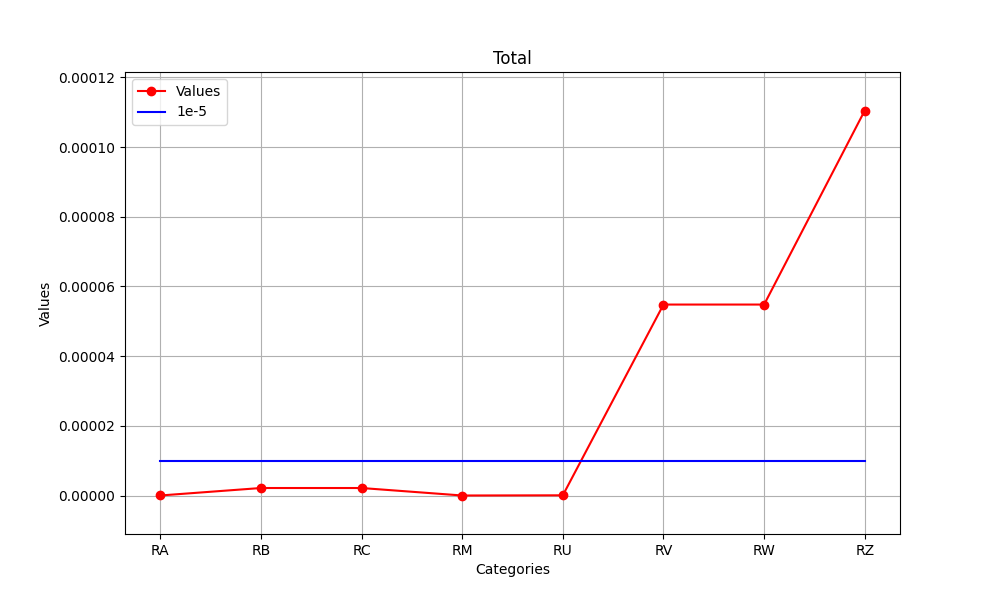 Total
Values
1e-5
0.00012
0.00010
0.00008
0.00006
0.00004
0.00002
0.00000
Values
RA RB RC RM RU RV RW RZ
Categories